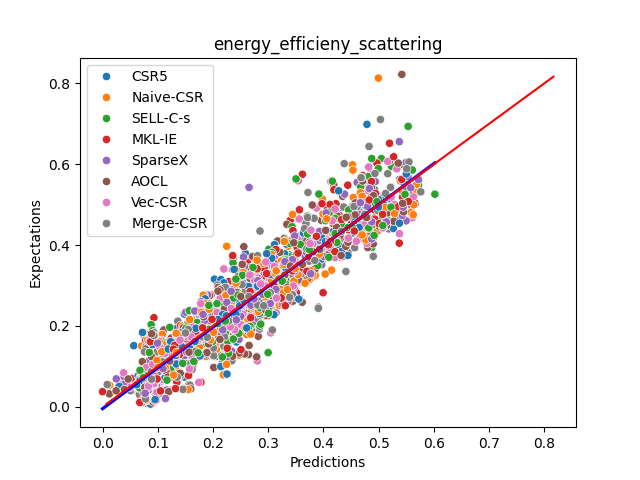 energy_efficieny_scattering
CSR5
Naive-CSR
SELL-C-s
MKL-IE
SparseX
AOCL
Vec-CSR
Merge-CSR
Expectations
0.8
0.6
0.4
0.2
0.0
0.0 0.1 0.2 0.3 0.4 0.5 0.6 0.7 0.8
Predictions